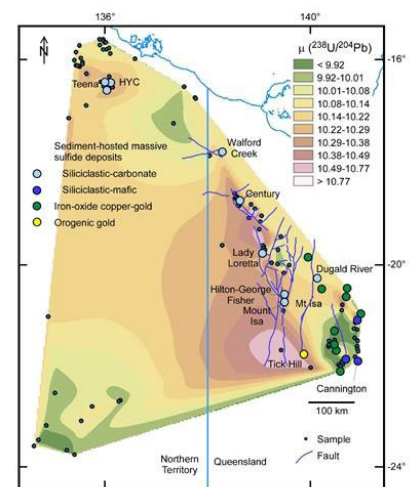 136°
140°
N
μ (²³⁸U/²⁰⁴Pb)
< 9.92
9.92-10.01
10.01-10.08
10.08-10.14
10.14-10.22
10.22-10.29
10.29-10.38
10.38-10.49
10.49-10.77
> 10.77
-16°
Teena
HYC
Sediment-hosted massive
sulfide deposits
Siliciclastic-carbonate
Siliciclastic-mafic
Iron-oxide copper-gold
Orogenic gold
Walford
Creek
Century
Lady
Loretta
-20°
Dugald River
Hilton-George
Fisher
Mount
Isa
Mt Isa
Tick Hill
Cannington
100 km
Sample
Fault
Northern
Territory
Queensland
-24°